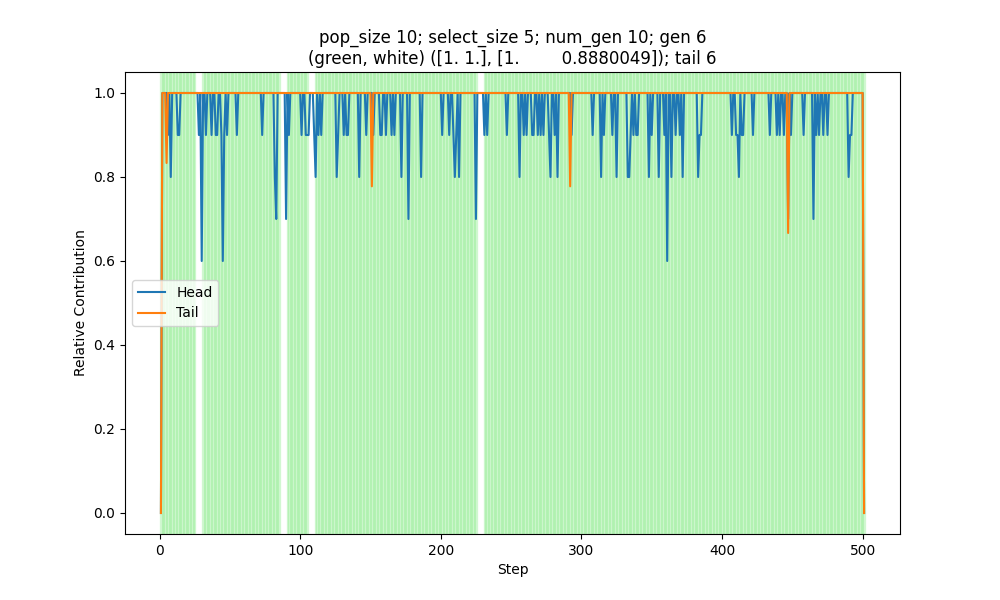 pop_size 10; select_size 5; num_gen 10; gen 6
(green, white) ([1. 1.], [1. 0.8880049]); tail 6
1.0
0.8
0.6
0.4
0.2
0.0
Relative Contribution
Head
Tail
0 100 200 300 400 500
Step